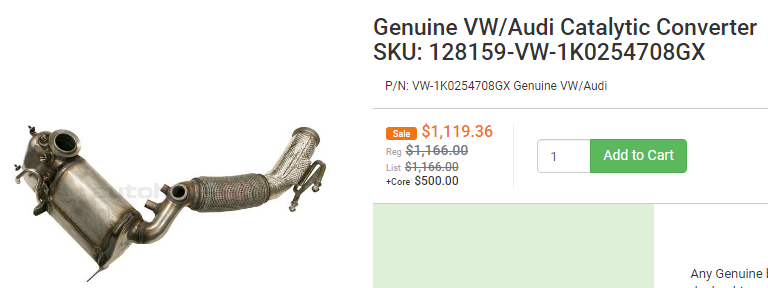 Genuine VW/Audi Catalytic Converter
SKU: 128159-VW-1K0254708GX
P/N: VW-1K0254708GX Genuine VW/Audi
Sale $1,119.36
Reg $1,166.00
List $1,166.00
+Core $500.00
1 Add to Cart
Any Genuine